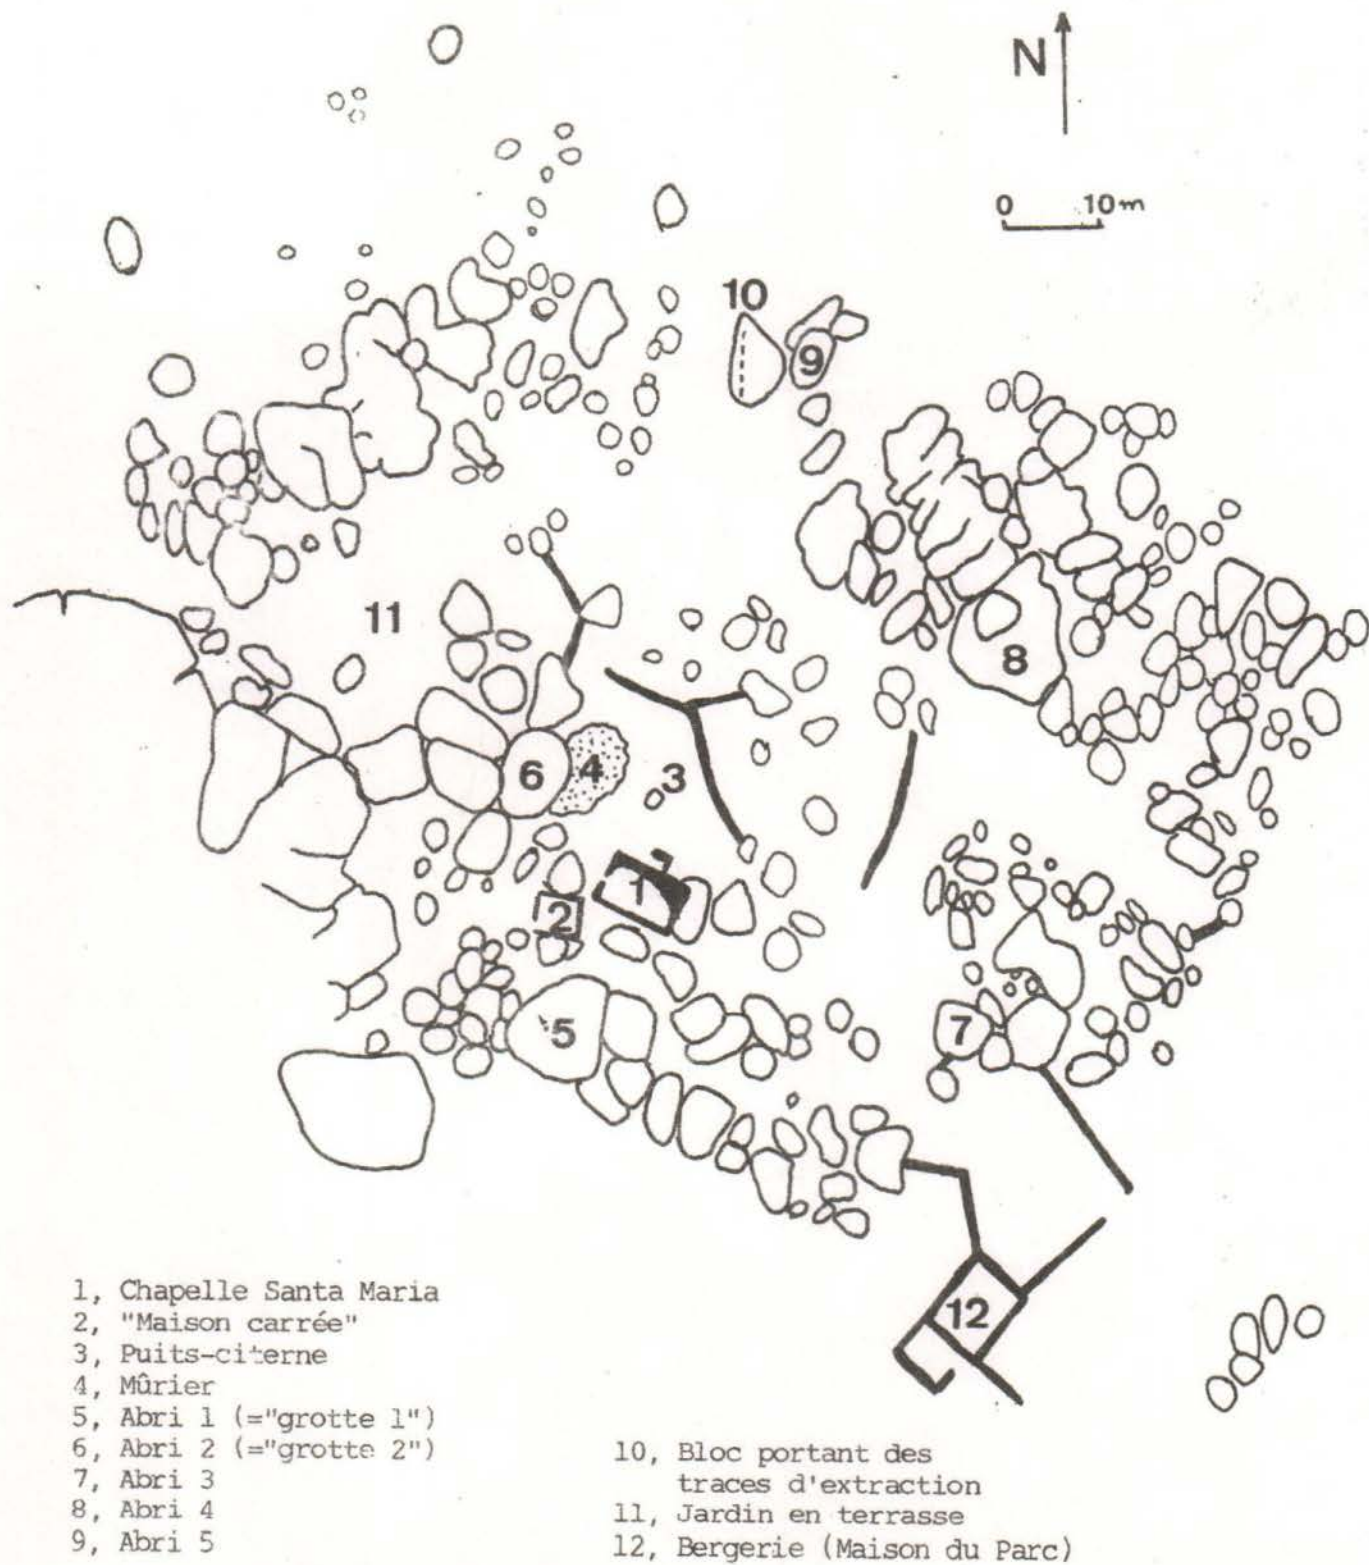 N
0 10m
10
9
11
8
6 4 3
1
2
5
7
12
1, Chapelle Santa Maria
2, "Maison carrée"
3, Puits-citerne
4, Mûrier
5, Abri 1 (="grotte 1")
6, Abri 2 (="grotte 2")
7, Abri 3
8, Abri 4
9, Abri 5
10, Bloc portant des
traces d'extraction
11, Jardin en terrasse
12, Bergerie (Maison du Parc)